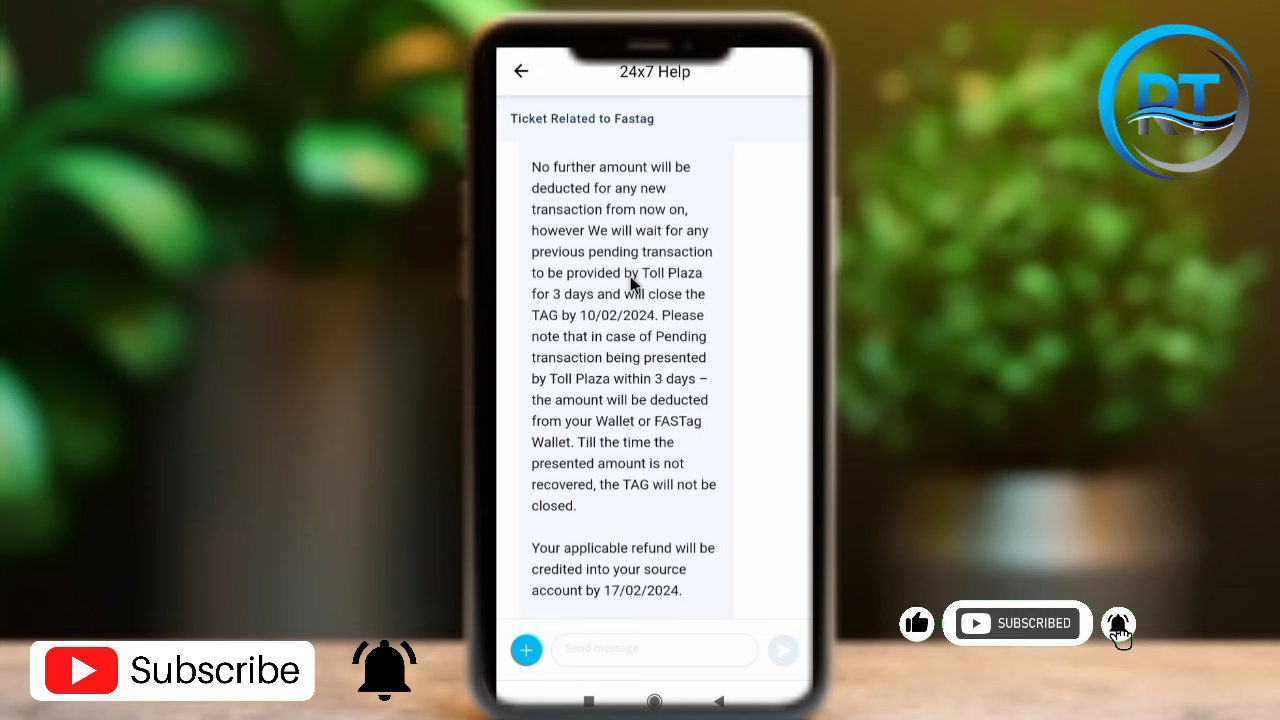 24x7 Help
Ticket Related to Fastag
No further amount will be
deducted for any new
transaction from now on,
however We will wait for any
previous pending transaction
to be provided by Toll Plaza
for 3 days and will close the
TAG by 10/02/2024. Please
note that in case of Pending
transaction being presented
by Toll Plaza within 3 days –
the amount will be deducted
from your Wallet or FASTag
Wallet. Till the time the
presented amount is not
recovered, the TAG will not be
closed.
Your applicable refund will be
credited into your source
account by 17/02/2024.
Send message
RT
SUBSCRIBED
Subscribe